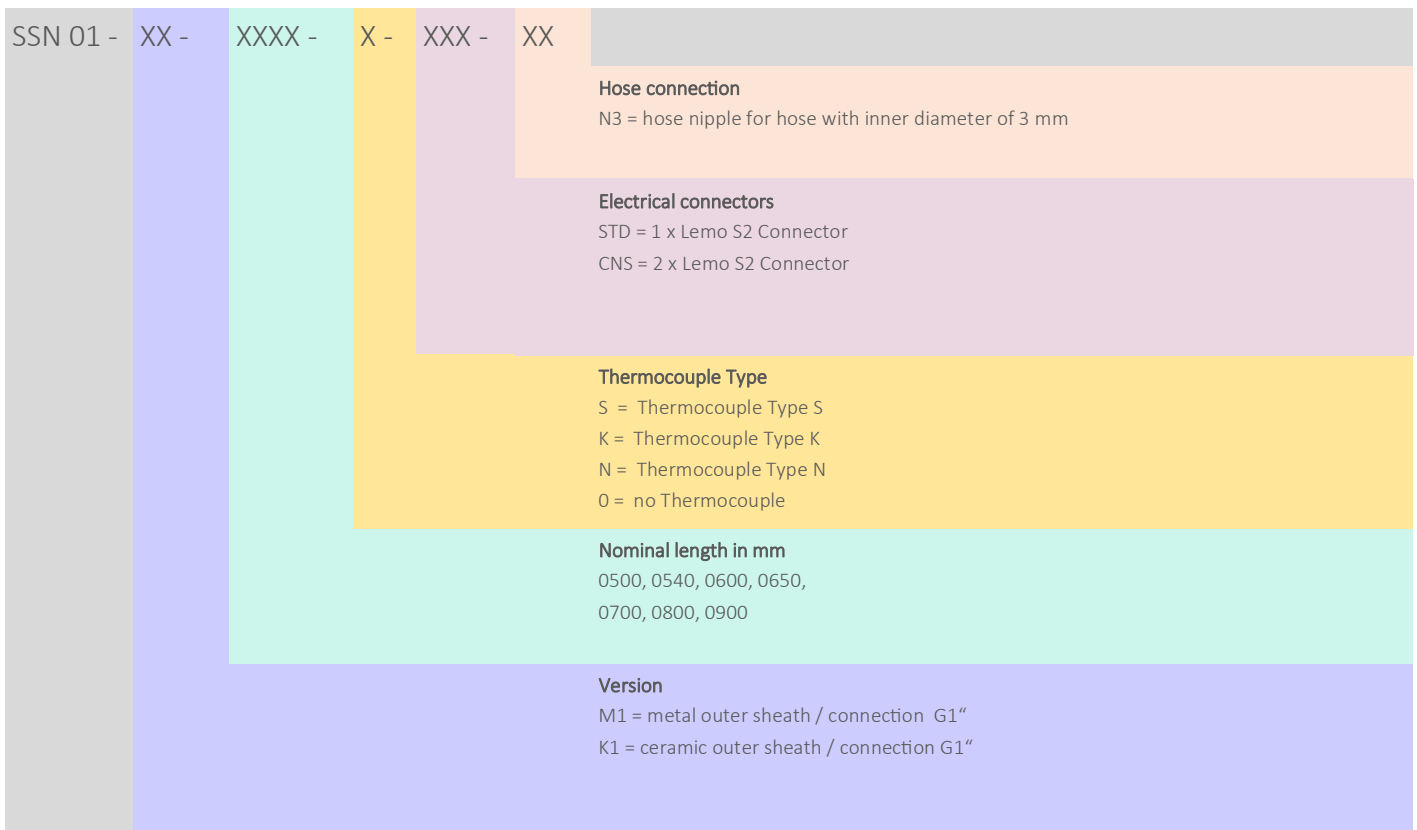 SSN 01 - XX - XXXX - X - XXX - XX
Hose connection
N3 = hose nipple for hose with inner diameter of 3 mm
Electrical connectors
STD = 1 x Lemo S2 Connector
CNS = 2 x Lemo S2 Connector
Thermocouple Type
S = Thermocouple Type S
K = Thermocouple Type K
N = Thermocouple Type N
0 = no Thermocouple
Nominal length in mm
0500, 0540, 0600, 0650,
0700, 0800, 0900
Version
M1 = metal outer sheath / connection G1“
K1 = ceramic outer sheath / connection G1“